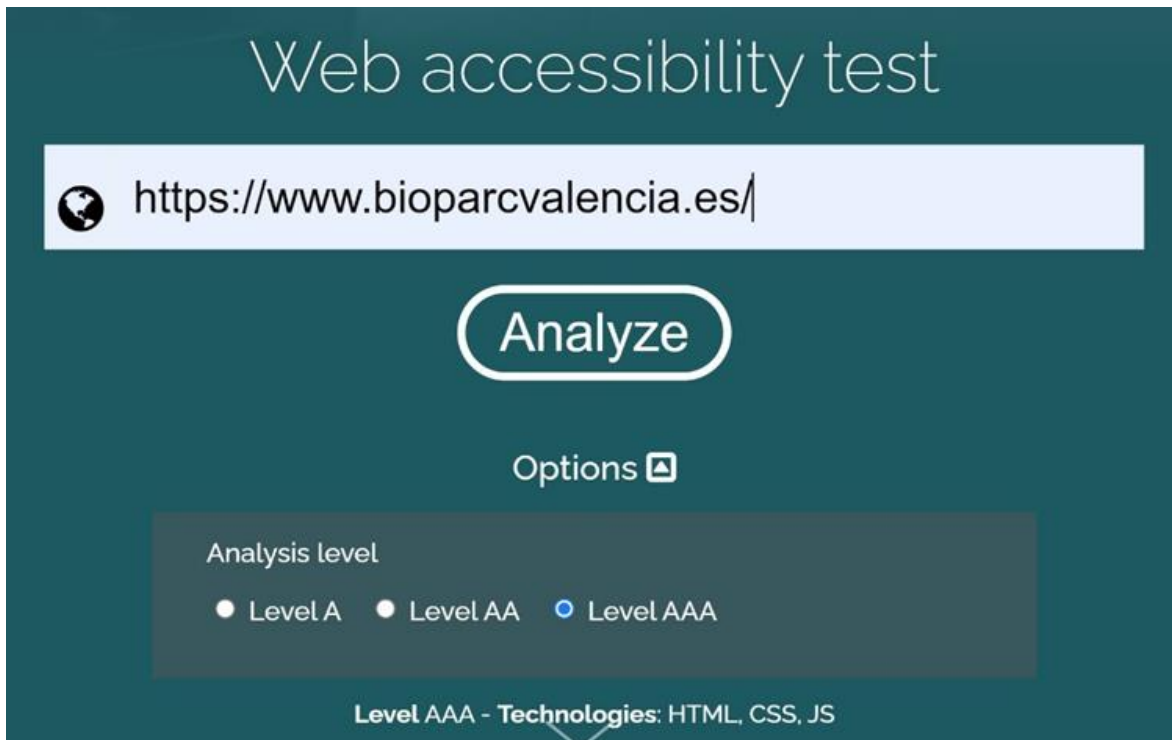 Web accessibility test
https://www.bioparcvalencia.es/
Analyze
Options
Analysis level
Level A Level AA Level AAA
Level AAA - Technologies: HTML, CSS, JS